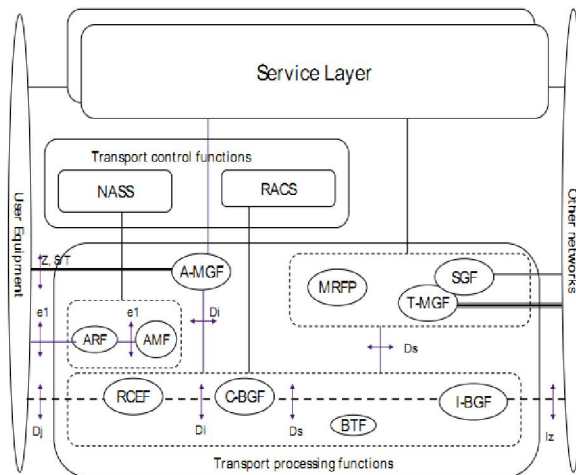 Service Layer
Transport control functions
NASS
RACS
User Equipment
Other networks
Z, S/T
A-MGF
MRFP
SGF
T-MGF
e1
e1
Di
ARF
AMF
Ds
RCEF
C-BGF
I-BGF
Dj
Di
Ds
BTF
Iz
Transport processing functions